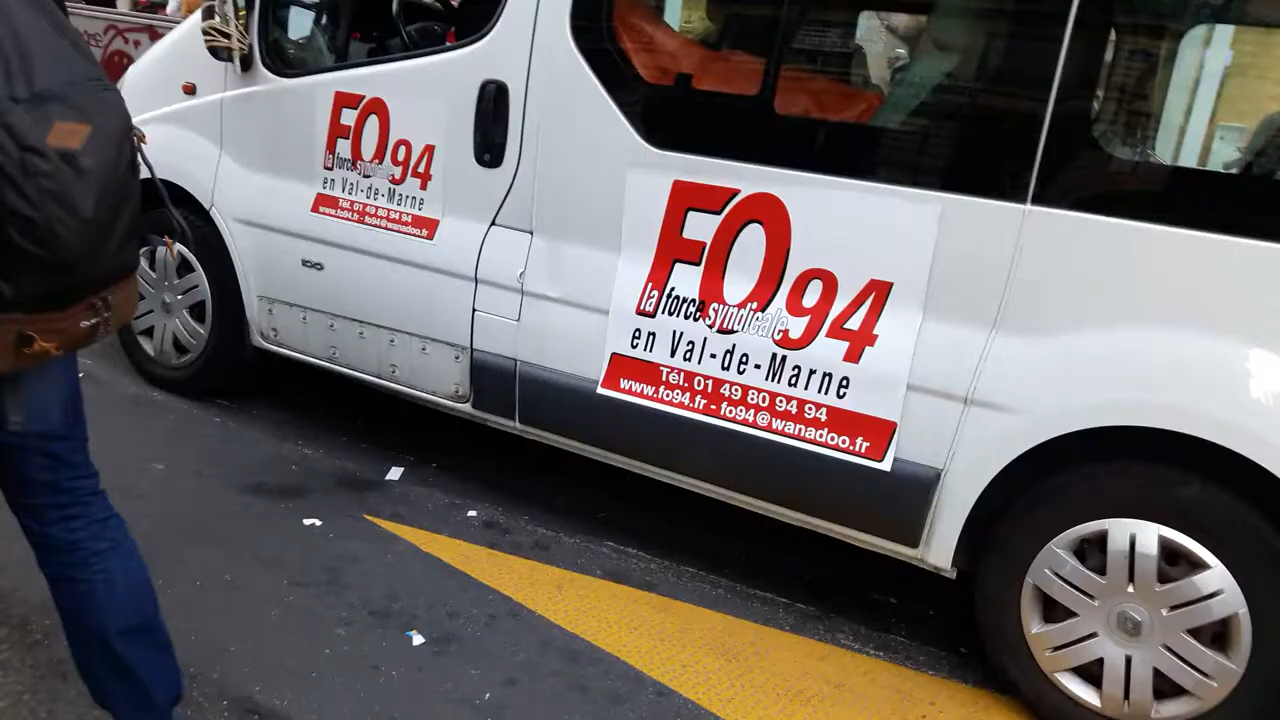 FO94
la force syndicale
en Val-de-Marne
Tél. 01 49 80 94 94
www.fo94.fr - fo94@wanadoo.fr
FO94
la force syndicale
en Val-de-Marne
Tél. 01 49 80 94 94
www.fo94.fr - fo94@wanadoo.fr